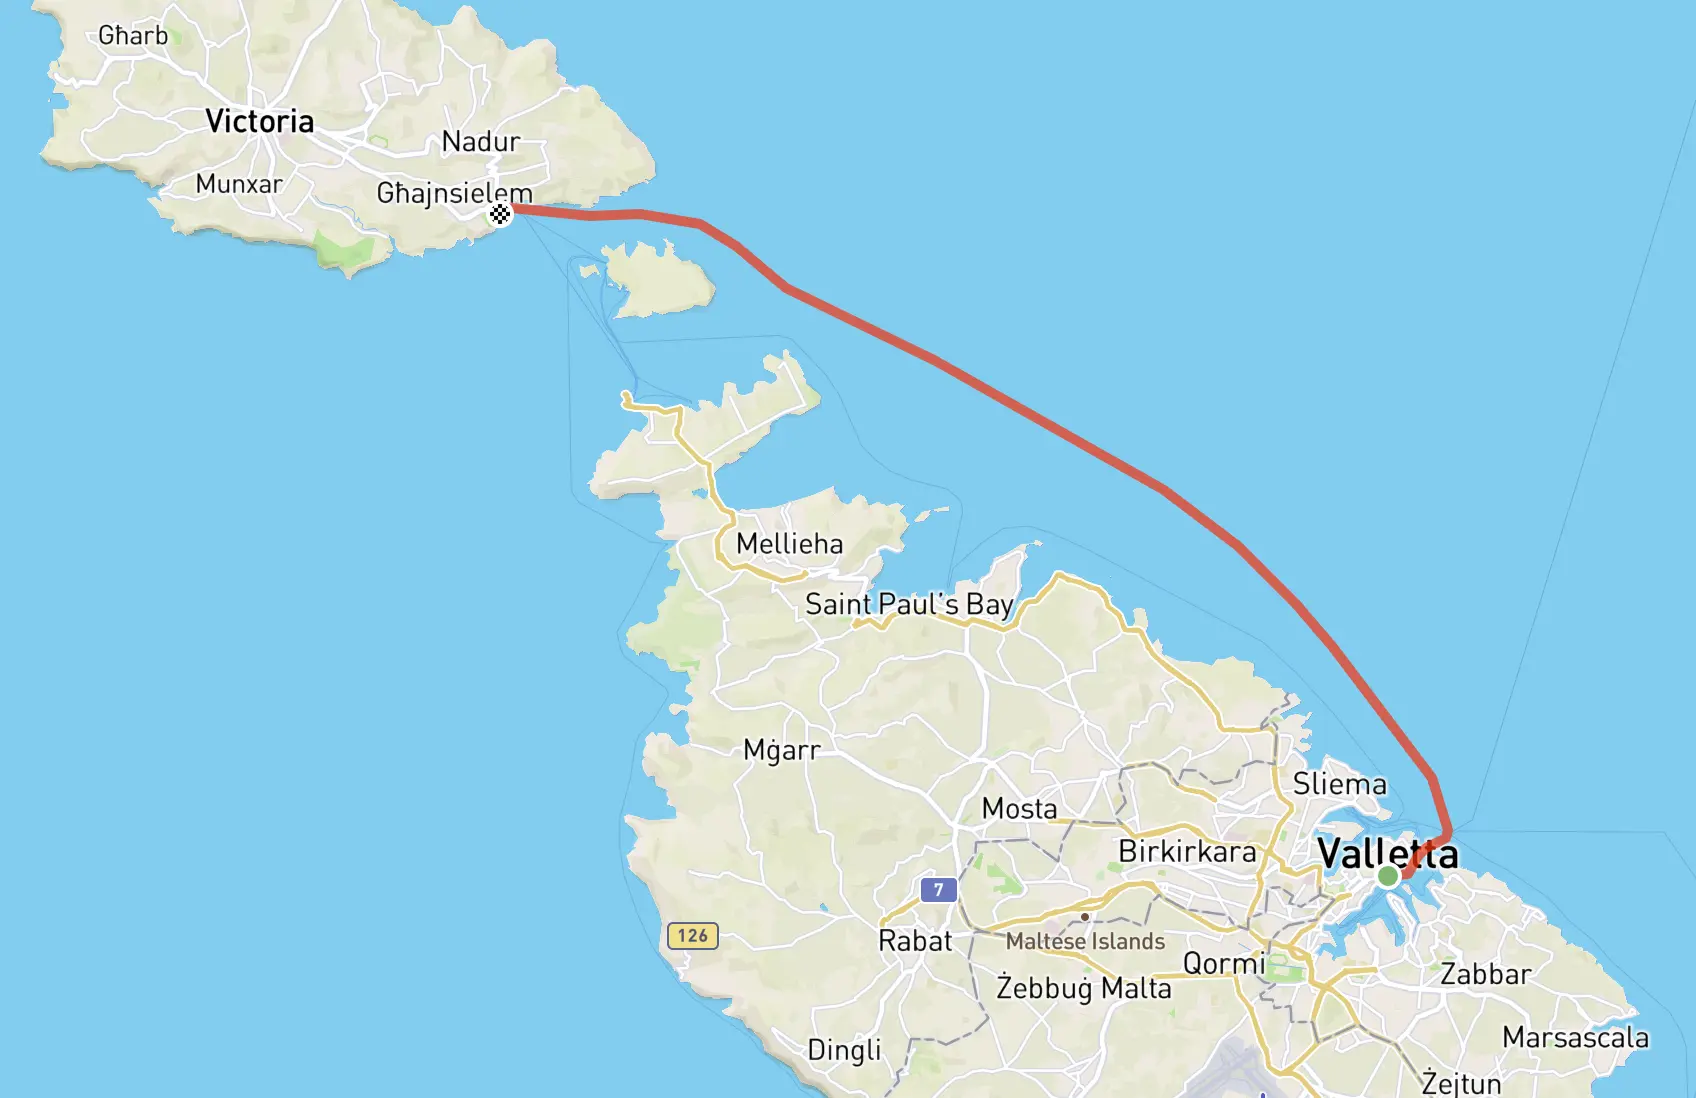 Għarb
Victoria
Nadur
Munxar
Għajnsielem
Mellieha
Saint Paul's Bay
Mġarr
Sliema
Mosta
Birkirkara
Valletta
7
126
Rabat
Maltese Islands
Qormi
Żebbuġ Malta
Zabbar
Dingli
Marsascala
Żejtun